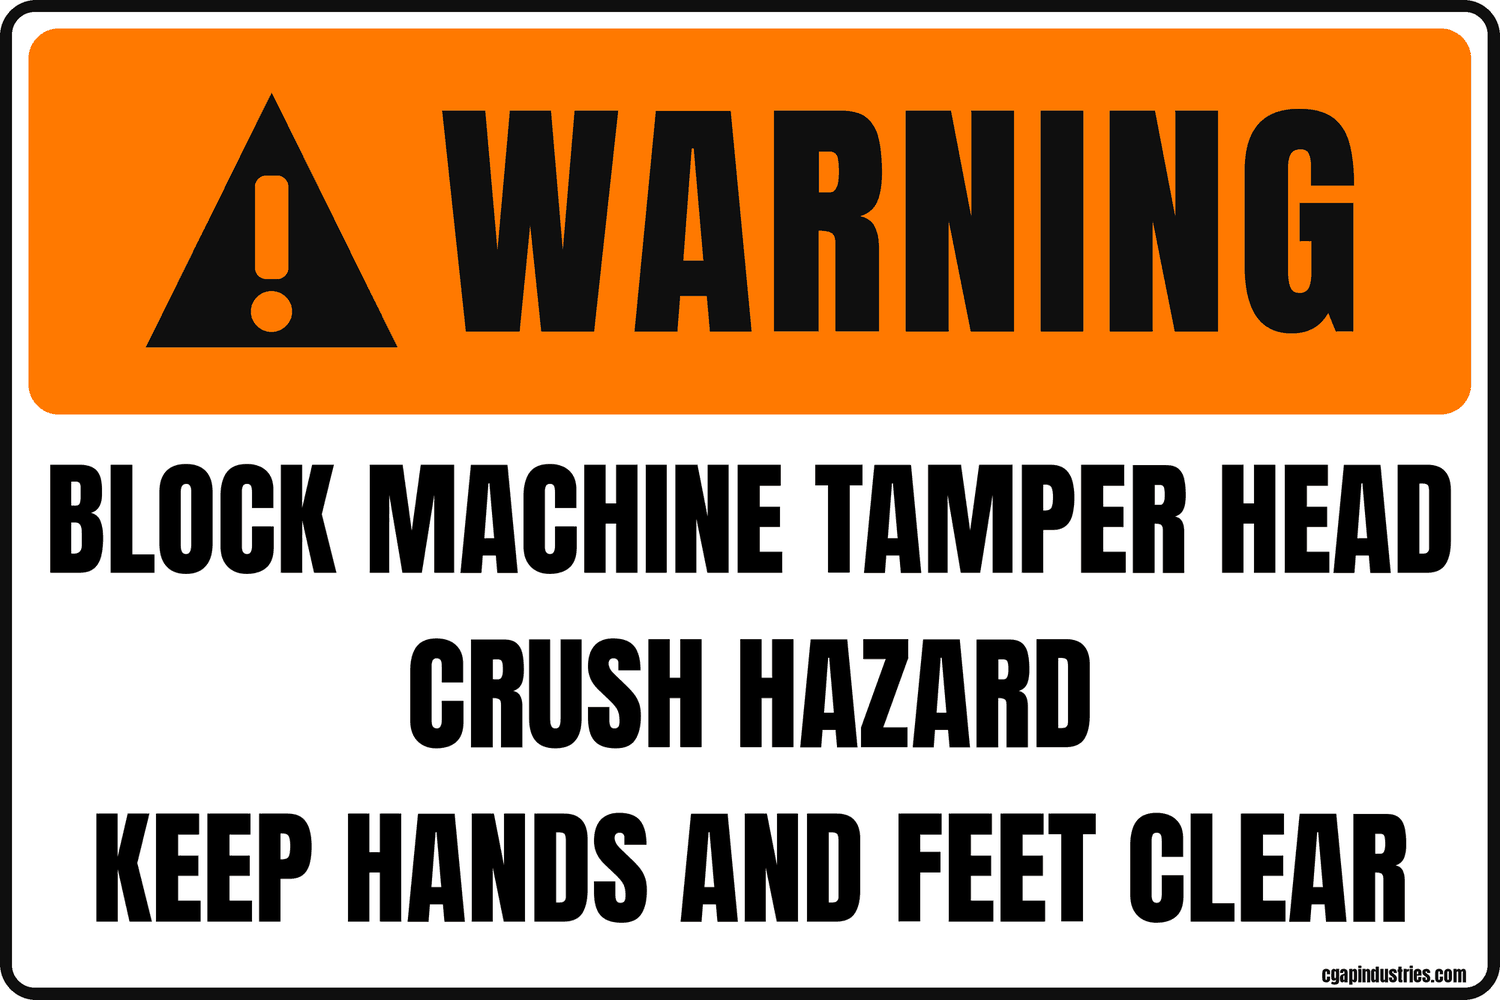 WARNING
BLOCK MACHINE TAMPER HEAD
CRUSH HAZARD
KEEP HANDS AND FEET CLEAR
cgapindustries.com